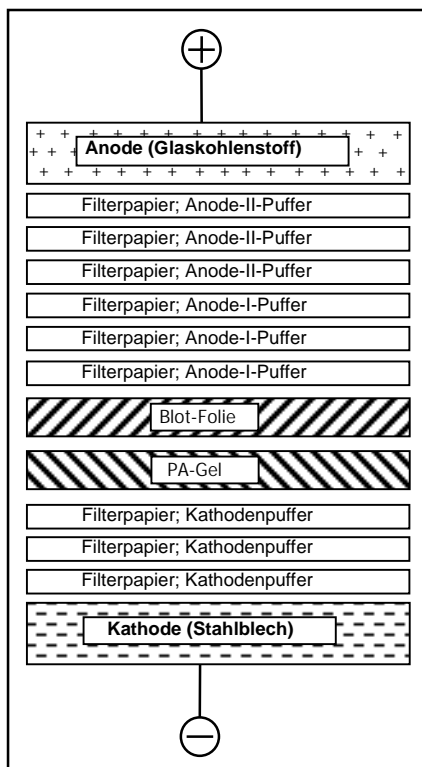 Anode (Glaskohlenstoff)
Filterpapier; Anode-II-Puffer
Filterpapier; Anode-II-Puffer
Filterpapier; Anode-II-Puffer
Filterpapier; Anode-I-Puffer
Filterpapier; Anode-I-Puffer
Filterpapier; Anode-I-Puffer
Blot-Folie
PA-Gel
Filterpapier; Kathodenpuffer
Filterpapier; Kathodenpuffer
Filterpapier; Kathodenpuffer
Kathode (Stahlblech)